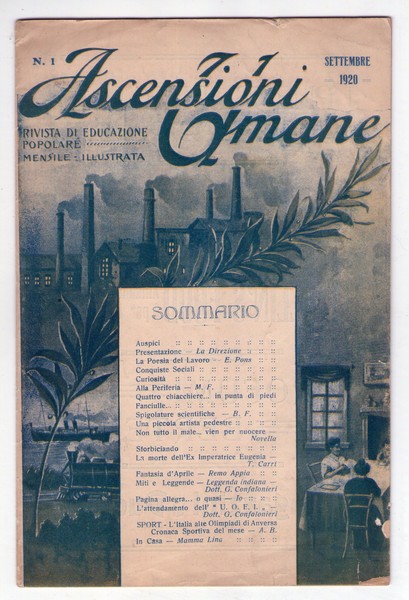 N. 1
SETTEMBRE
1920
Ascensioni
Umane
RIVISTA DI EDUCAZIONE
POPOLARE
MENSILE - ILLUSTRATA
SOMMARIO
Auspici
Presentazione — La Direzione
La Poesia del Lavoro — E. Pons
Conquiste Sociali
Curiosità
Alla Periferia — M. F.
Quattro chiacchiere... in punta di piedi
Fanciulle...
Spigolature scientifiche — B. F.
Una piccola artista pedestre
Non tutto il male... vien per nuocere —
Novella
Sforbiciando
La morte dell'Ex Imperatrice Eugenia —
T. Carri
Fantasia d'Aprile — Remo Appia
Miti e Leggende — Leggenda indiana —
Dott. G. Confalonieri
Pagina allegra... o quasi — Io
L'attendamento dell' " U. O. E. I. „ —
Dott. G. Confalonieri
SPORT - L'Italia alle Olimpiadi di Anversa
Cronaca Sportiva del mese — A. B.
In Casa — Mamma Lina